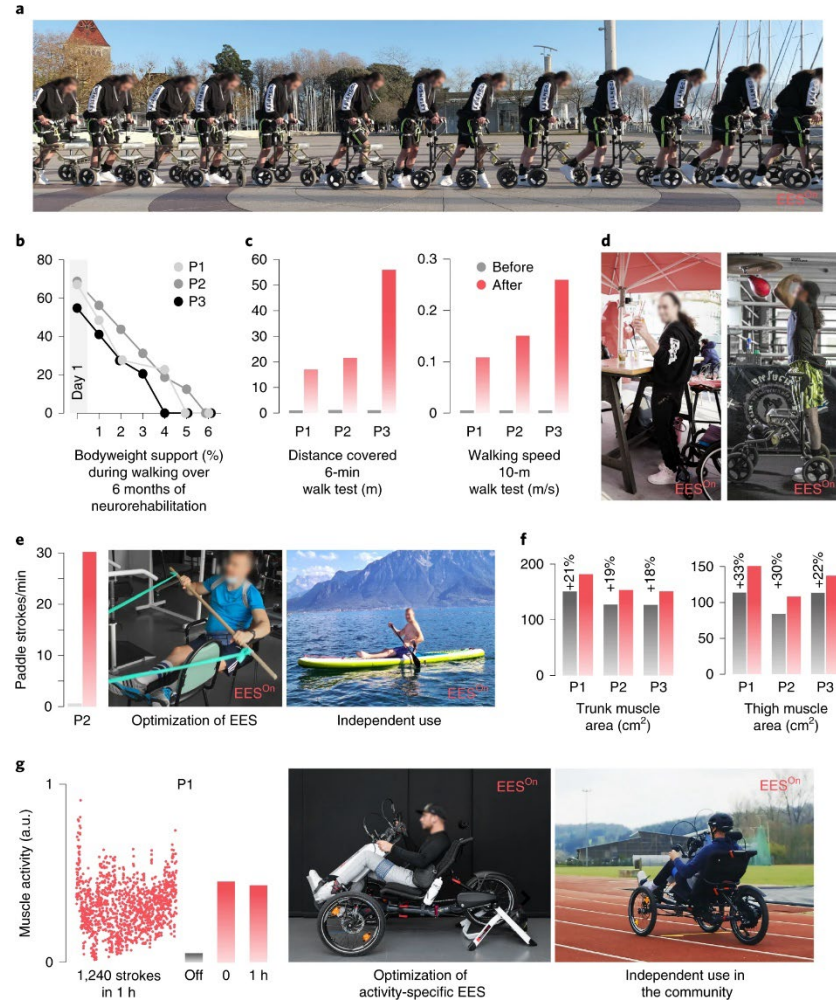 a
EES On
b
80
60
40
20
0
Day 1
P1
P2
P3
1 2 3 4 5 6
Bodyweight support (%)
during walking over
6 months of
neurorehabilitation
c
60
50
40
30
20
10
0
P1 P2 P3
Distance covered
6-min
walk test (m)
0.3
0.2
0.1
0
Before
After
P1 P2 P3
Walking speed
10-m
walk test (m/s)
d
EES On
EES On
e
30
20
10
0
Paddle strokes/min
P2
EES On
Optimization of EES
EES On
Independent use
f
200
100
0
+21% +19% +18%
P1 P2 P3
Trunk muscle
area (cm2)
150
100
50
0
+33% +30% +22%
P1 P2 P3
Thigh muscle
area (cm2)
g
P1
1
0
0
Muscle activity (a.u.)
1,240 strokes
in 1 h
Off 0 1 h
EES On
Optimization of
activity-specific EES
EES On
Independent use in
the community